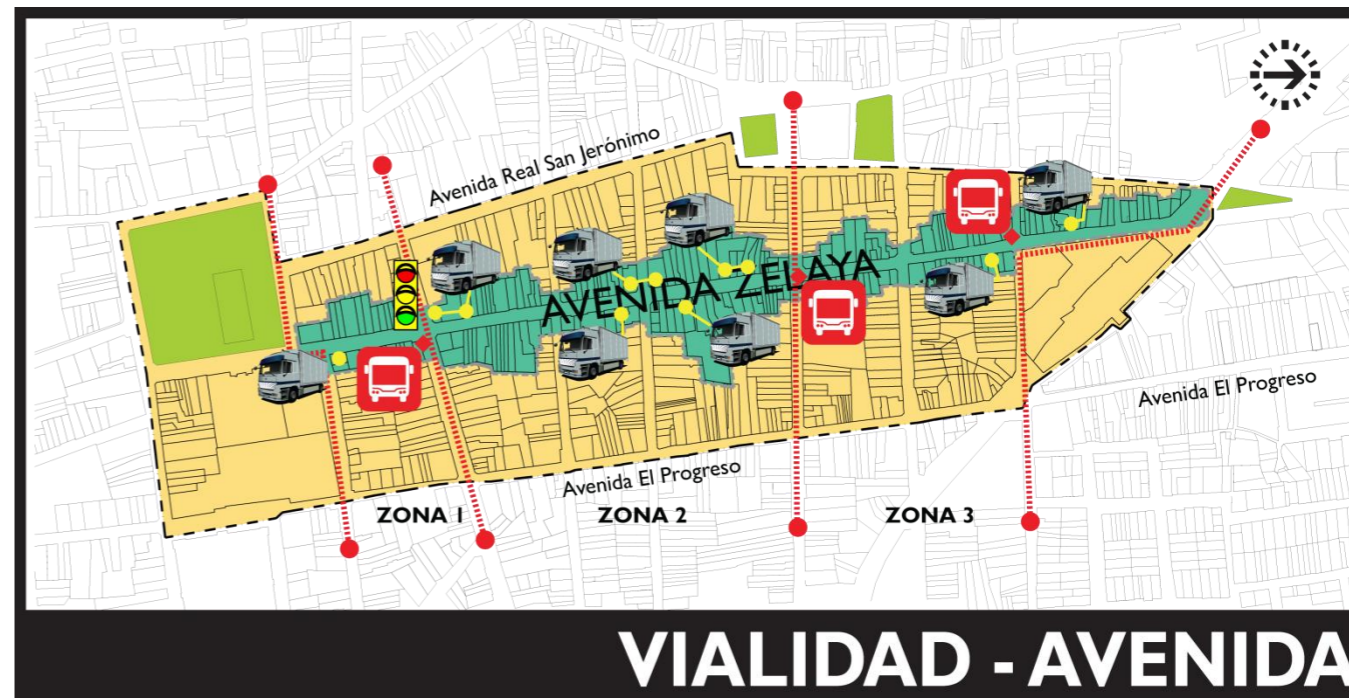 Avenida Real San Jerónimo
AVENIDA ZELAYA
Avenida El Progreso
Avenida El Progreso
ZONA 1
ZONA 2
ZONA 3
VIALIDAD - AVENIDA